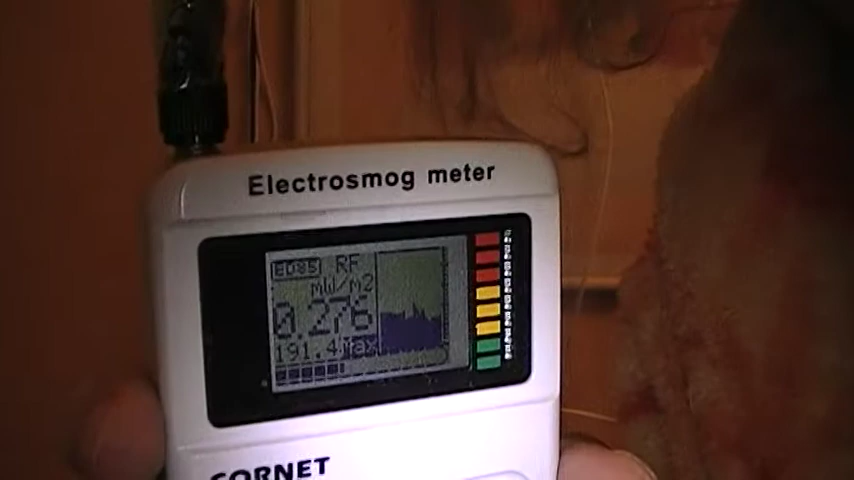 Electrosmog meter
ED85 RF
mW/m2
0.276
191.4 Max
CORNET